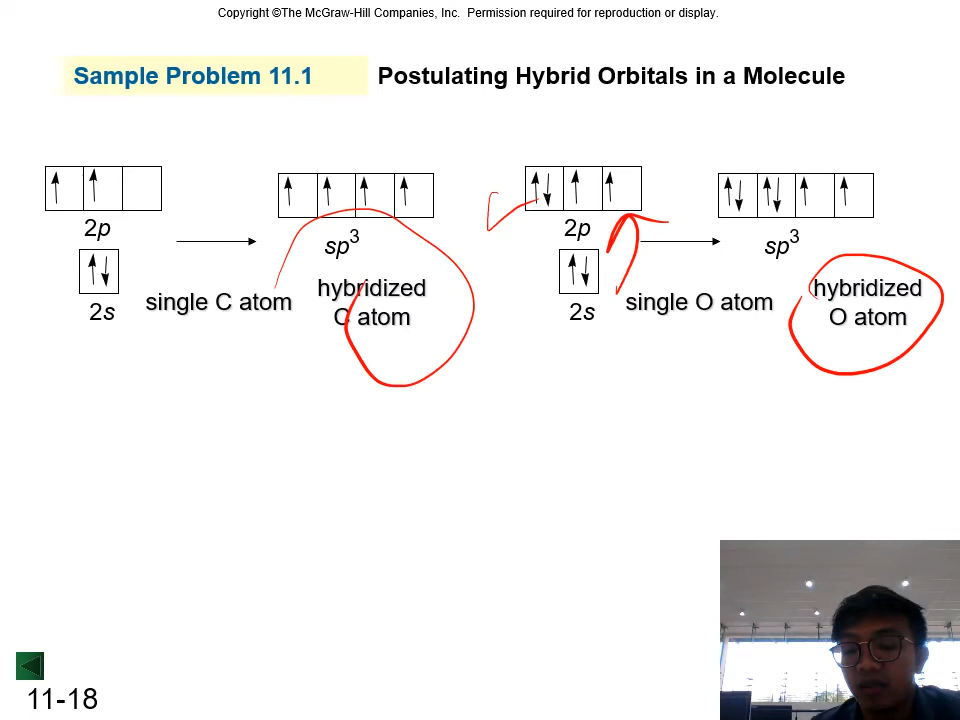 Copyright ©The McGraw-Hill Companies, Inc.  Permission required for reproduction or display.
Sample Problem 11.1
Postulating Hybrid Orbitals in a Molecule
2p
2s
single C atom
sp3
hybridized
C atom
2p
2s
single O atom
sp3
hybridized
O atom
11-18